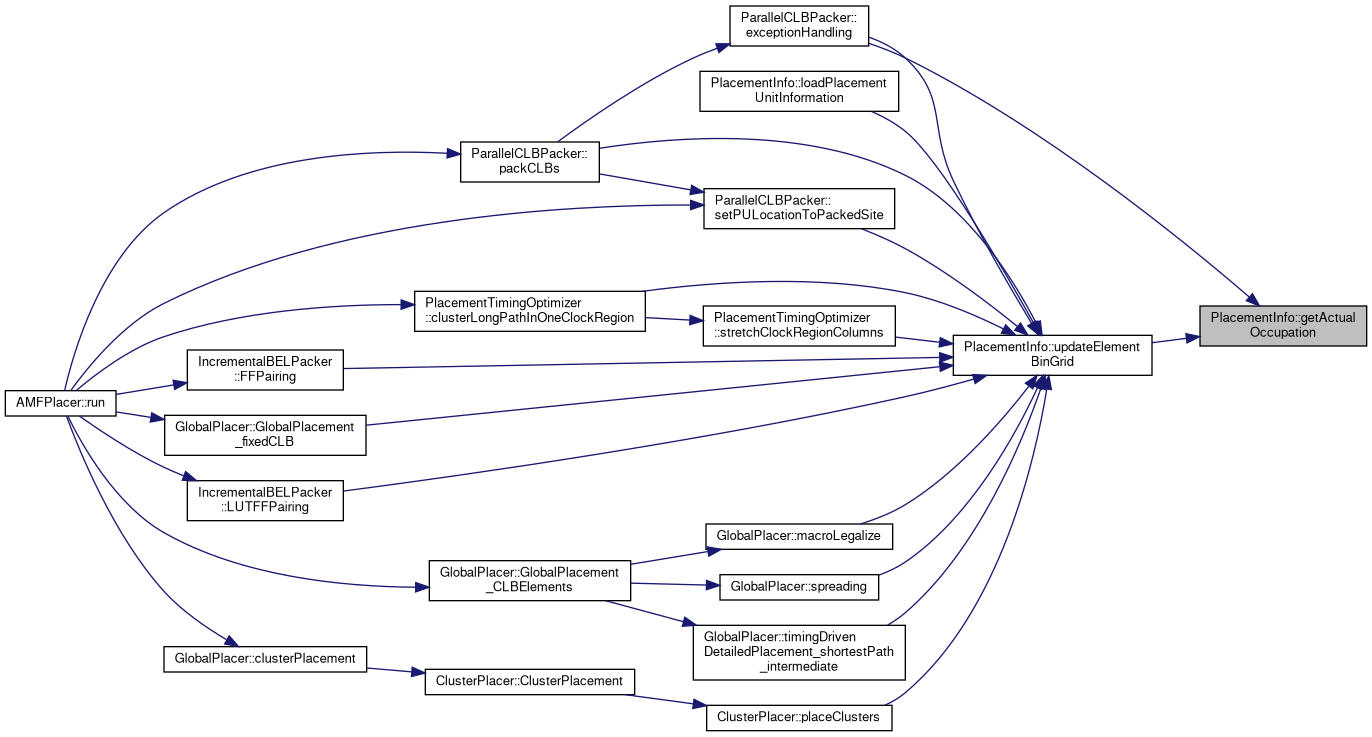 ParallelCLBPacker::
exceptionHandling
PlacementInfo::loadPlacement
UnitInformation
ParallelCLBPacker::
packCLBs
ParallelCLBPacker::
setPULocationToPackedSite
PlacementTimingOptimizer
::clusterLongPathInOneClockRegion
PlacementTimingOptimizer
::stretchClockRegionColumns
PlacementInfo::getActual
Occupation
PlacementInfo::updateElement
BinGrid
IncrementalBELPacker
::FFPairing
AMFPlacer::run
GlobalPlacer::GlobalPlacement
_fixedCLB
IncrementalBELPacker
::LUTFFPairing
GlobalPlacer::macroLegalize
GlobalPlacer::GlobalPlacement
_CLBElements
GlobalPlacer::spreading
GlobalPlacer::timingDriven
DetailedPlacement_shortestPath
_intermediate
GlobalPlacer::clusterPlacement
ClusterPlacer::ClusterPlacement
ClusterPlacer::placeClusters